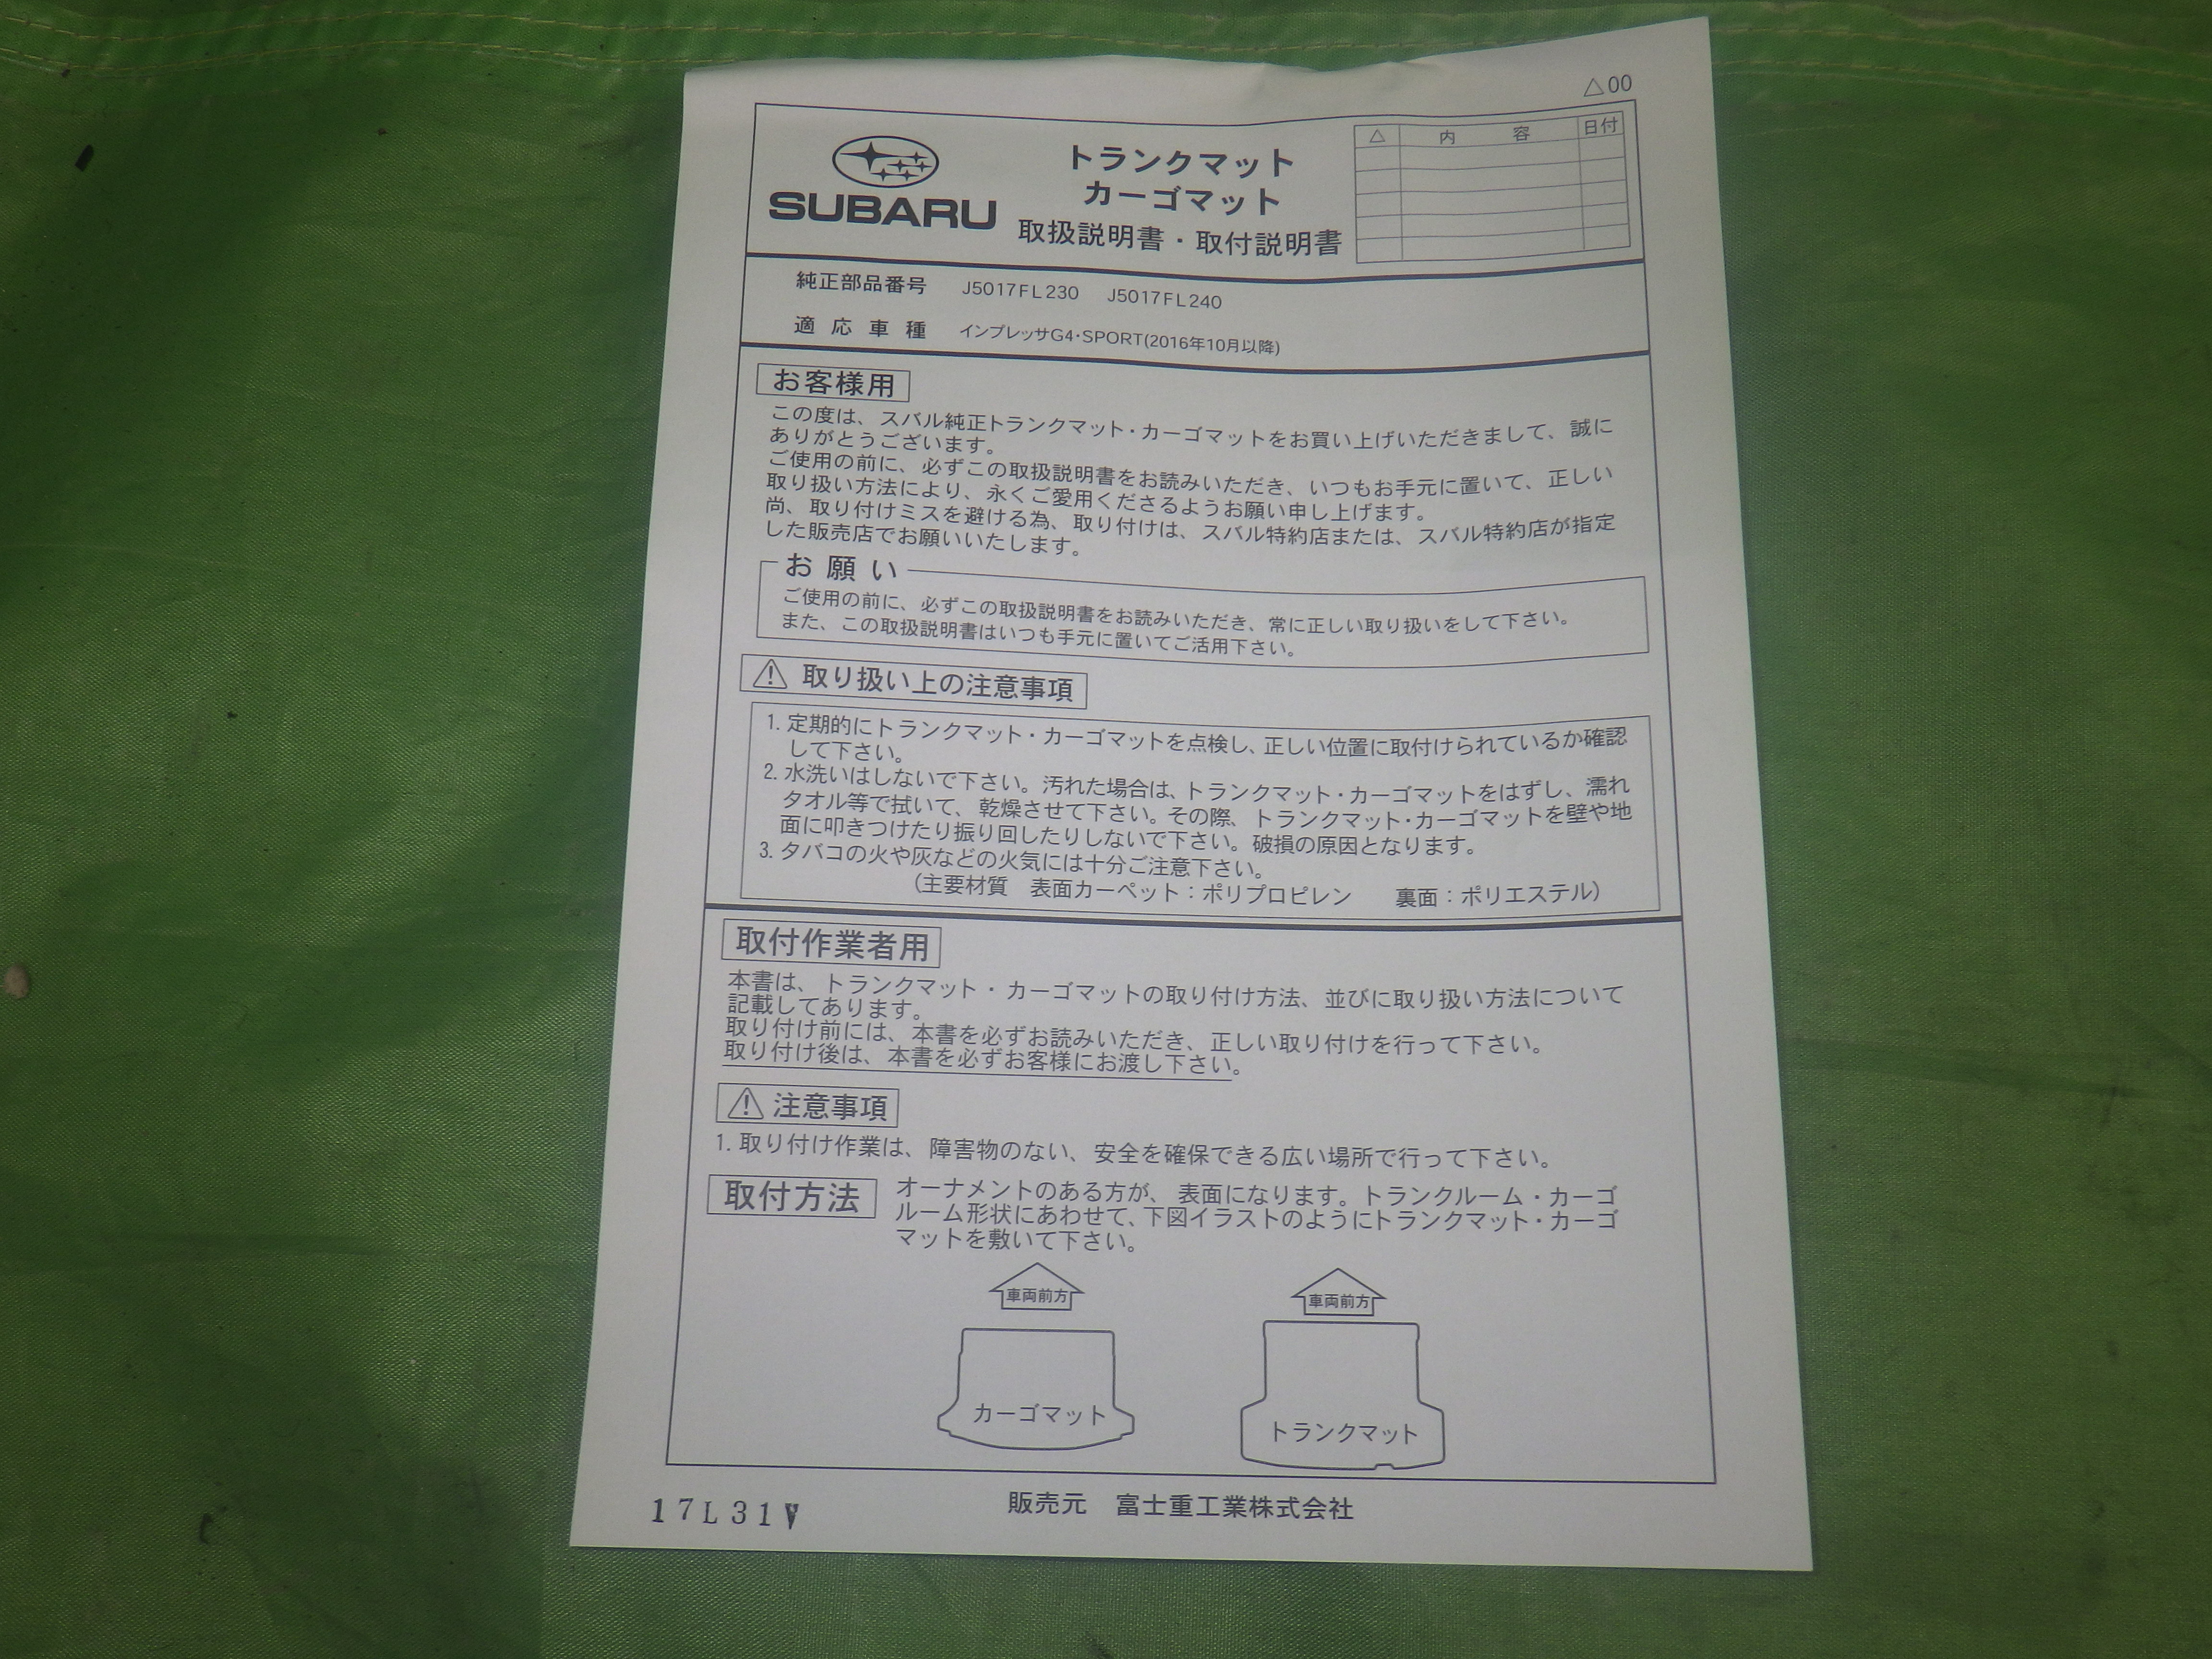 △00
SUBARU
トランクマット
カーゴマット
取扱説明書・取付説明書
△ 内 容 日付
純正部品番号 J5017FL230 J5017FL240
適応車種 インプレッサG4・SPORT(2016年10月以降)
お客様用
この度は、スバル純正トランクマット・カーゴマットをお買い上げいただきまして、誠に
ありがとうございます。
ご使用の前に、必ずこの取扱説明書をお読みいただき、いつもお手元に置いて、正しい
取り扱い方法により、永くご愛用くださるようお願い申し上げます。
尚、取り付けミスを避ける為、取り付けは、スバル特約店または、スバル特約店が指定
した販売店でお願いいたします。
お願い
ご使用の前に、必ずこの取扱説明書をお読みいただき、常に正しい取り扱いをして下さい。
また、この取扱説明書はいつも手元に置いてご活用下さい。
⚠ 取り扱い上の注意事項
1. 定期的にトランクマット・カーゴマットを点検し、正しい位置に取付けられているか確認
して下さい。
2. 水洗いはしないで下さい。汚れた場合は、トランクマット・カーゴマットをはずし、濡れ
タオル等で拭いて、乾燥させて下さい。その際、トランクマット・カーゴマットを壁や地
面に叩きつけたり振り回したりしないで下さい。破損の原因となります。
3. タバコの火や灰などの火気には十分ご注意下さい。
(主要材質 表面カーペット：ポリプロピレン 裏面：ポリエステル)
取付作業者用
本書は、トランクマット・カーゴマットの取り付け方法、並びに取り扱い方法について
記載してあります。
取り付け前には、本書を必ずお読みいただき、正しい取り付けを行って下さい。
取り付け後は、本書を必ずお客様にお渡し下さい。
⚠ 注意事項
1. 取り付け作業は、障害物のない、安全を確保できる広い場所で行って下さい。
取付方法
オーナメントのある方が、表面になります。トランクルーム・カーゴ
ルーム形状にあわせて、下図イラストのようにトランクマット・カーゴ
マットを敷いて下さい。
車両前方 車両前方
カーゴマット トランクマット
販売元 富士重工業株式会社
17L31V